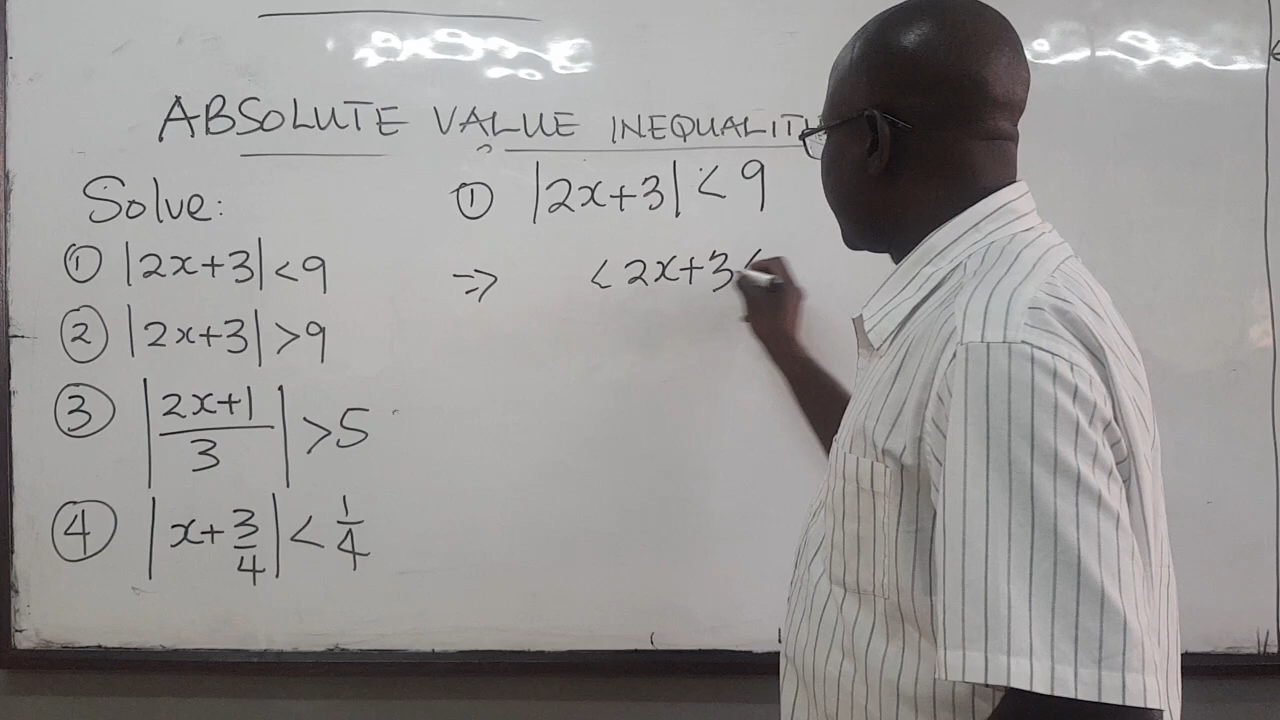 ABSOLUTE VALUE INEQUALIT
Solve:
① |2x+3|<9
② |2x+3|>9
③ |2x+1/3|>5
④ |x+3/4|<1/4
① |2x+3|<9
⇒ <2x+3<